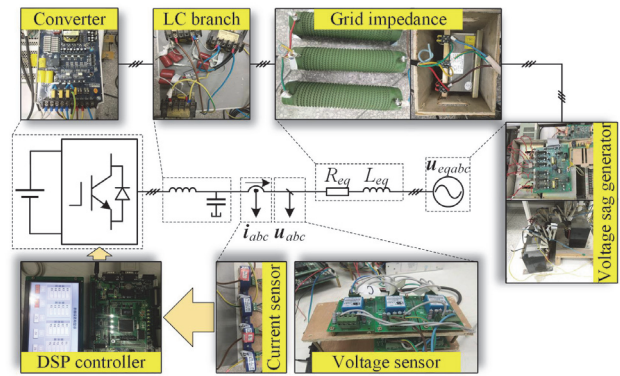 Converter
LC branch
Grid impedance
Voltage sag generator
R_eq
L_eq
u_eqabc
i_abc
u_abc
DSP controller
Current sensor
Voltage sensor